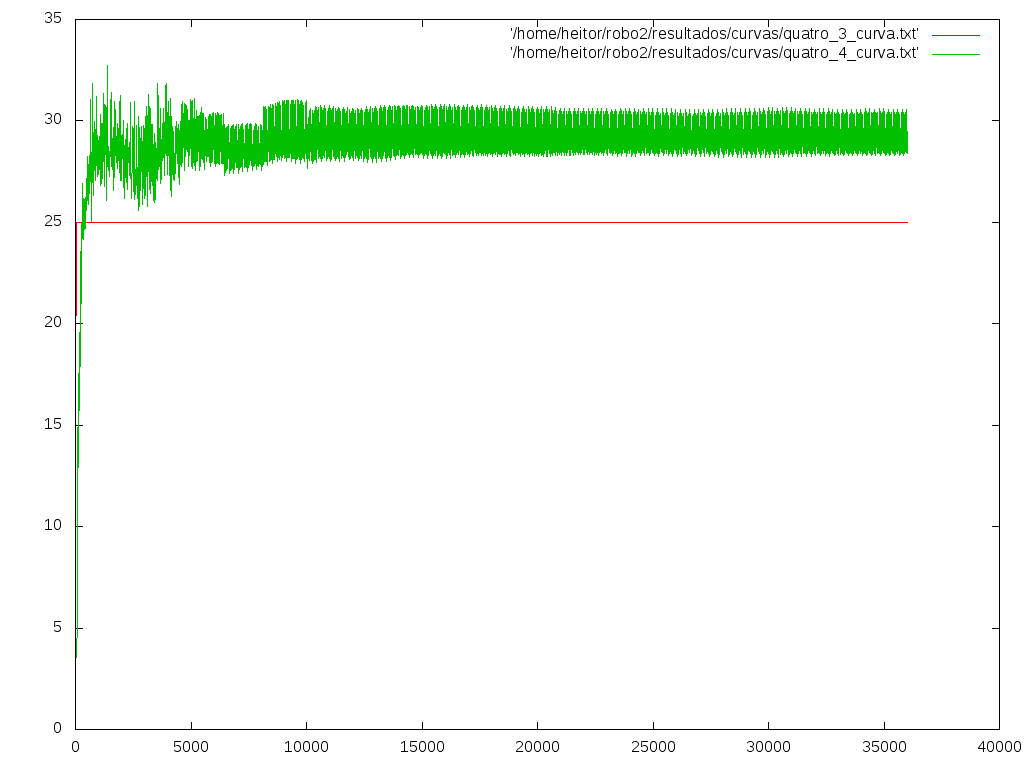 35
30
25
20
15
10
5
0
'/home/heitor/robo2/resultados/curvas/quatro_3_curva.txt'
'/home/heitor/robo2/resultados/curvas/quatro_4_curva.txt'
0 5000 10000 15000 20000 25000 30000 35000 40000